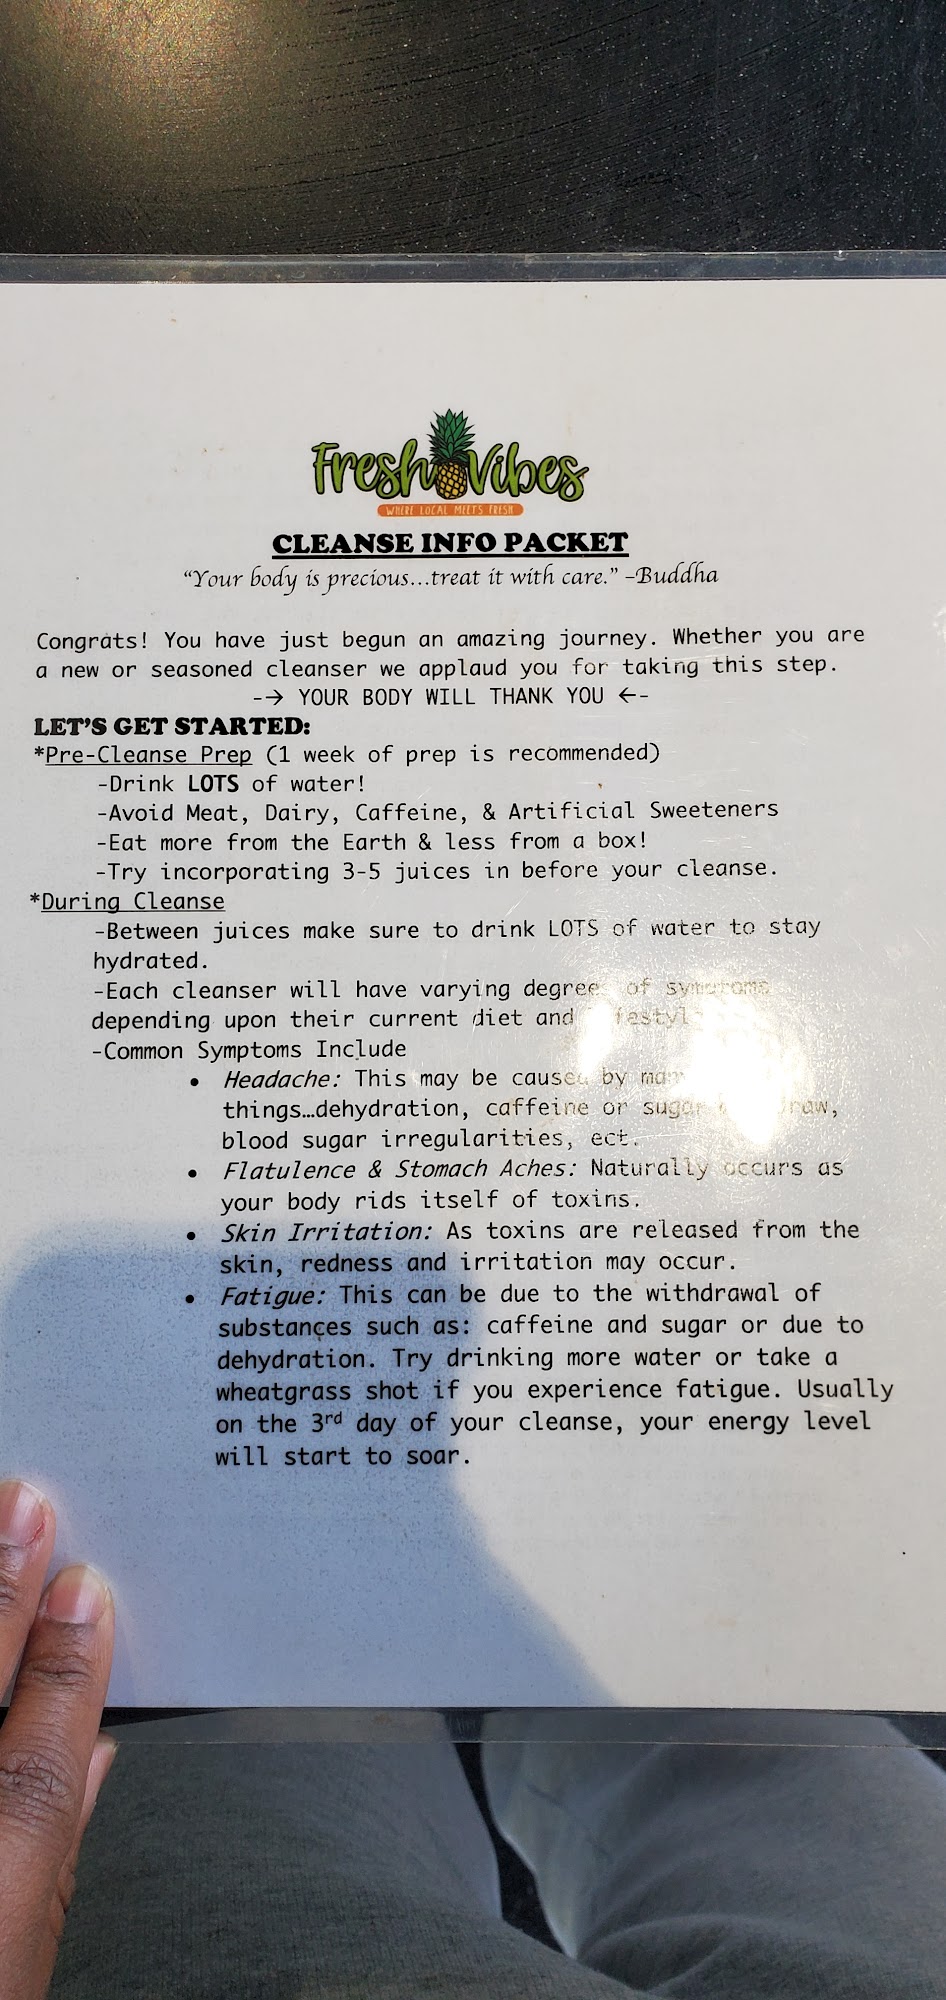 Fresh Vibes
WHERE LOCAL MEETS FRESH
CLEANSE INFO PACKET
“Your body is precious...treat it with care.” –Buddha
Congrats! You have just begun an amazing journey. Whether you are
a new or seasoned cleanser we applaud you for taking this step.
-→ YOUR BODY WILL THANK YOU ←-
LET'S GET STARTED:
*Pre-Cleanse Prep (1 week of prep is recommended)
-Drink LOTS of water!
-Avoid Meat, Dairy, Caffeine, & Artificial Sweeteners
-Eat more from the Earth & less from a box!
-Try incorporating 3-5 juices in before your cleanse.
*During Cleanse
-Between juices make sure to drink LOTS of water to stay
hydrated.
-Each cleanser will have varying degrees of symptoms
depending upon their current diet and lifestyle
-Common Symptoms Include
• Headache: This may be caused by
things…dehydration, caffeine or sugar
blood sugar irregularities, ect.
• Flatulence & Stomach Aches: Naturally occurs as
your body rids itself of toxins.
• Skin Irritation: As toxins are released from the
skin, redness and irritation may occur.
• Fatigue: This can be due to the withdrawal of
substances such as: caffeine and sugar or due to
dehydration. Try drinking more water or take a
wheatgrass shot if you experience fatigue. Usually
on the 3rd day of your cleanse, your energy level
will start to soar.